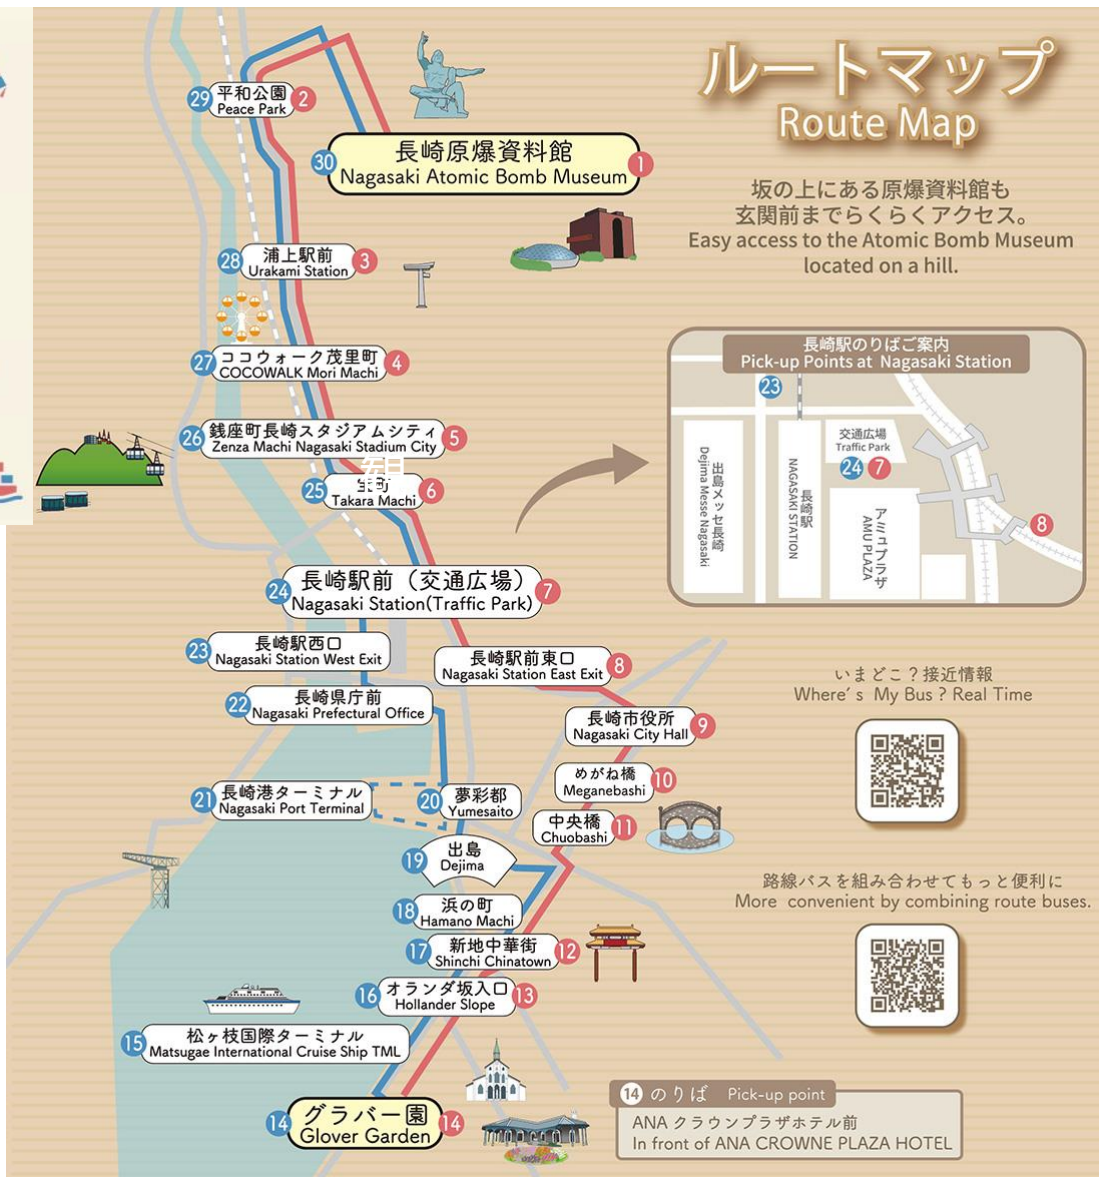 ルートマップ
Route Map
坂の上にある原爆資料館も
玄関前までらくらくアクセス。
Easy access to the Atomic Bomb Museum
located on a hill.
29 平和公園 2
Peace Park
30 長崎原爆資料館 1
Nagasaki Atomic Bomb Museum
28 浦上駅前 3
Urakami Station
27 ココウォーク茂里町 4
COCOWALK Mori Machi
26 銭座町長崎スタジアムシティ 5
Zenza Machi Nagasaki Stadium City
25 町 6
Takara Machi
24 長崎駅前（交通広場） 7
Nagasaki Station(Traffic Park)
23 長崎駅西口
Nagasaki Station West Exit
長崎駅前東口 8
Nagasaki Station East Exit
22 長崎県庁前
Nagasaki Prefectural Office
長崎市役所 9
Nagasaki City Hall
めがね橋 10
Meganebashi
21 長崎港ターミナル
Nagasaki Port Terminal
20 夢彩都
Yumesaito
中央橋 11
Chuobashi
19 出島
Dejima
18 浜の町
Hamano Machi
17 新地中華街 12
Shinchi Chinatown
16 オランダ坂入口 13
Hollander Slope
15 松ヶ枝国際ターミナル
Matsugae International Cruise Ship TML
14 グラバー園 14
Glover Garden
長崎駅のりばご案内
Pick-up Points at Nagasaki Station
23
交通広場
Traffic Park
24 7
8
出島メッセ長崎
Dejima Messe Nagasaki
長崎駅
NAGASAKI STATION
アミュプラザ
AMU PLAZA
いまどこ？接近情報
Where's My Bus? Real Time
路線バスを組み合わせてもっと便利に
More convenient by combining route buses.
14 のりば Pick-up point
ANA クラウンプラザホテル前
In front of ANA CROWNE PLAZA HOTEL